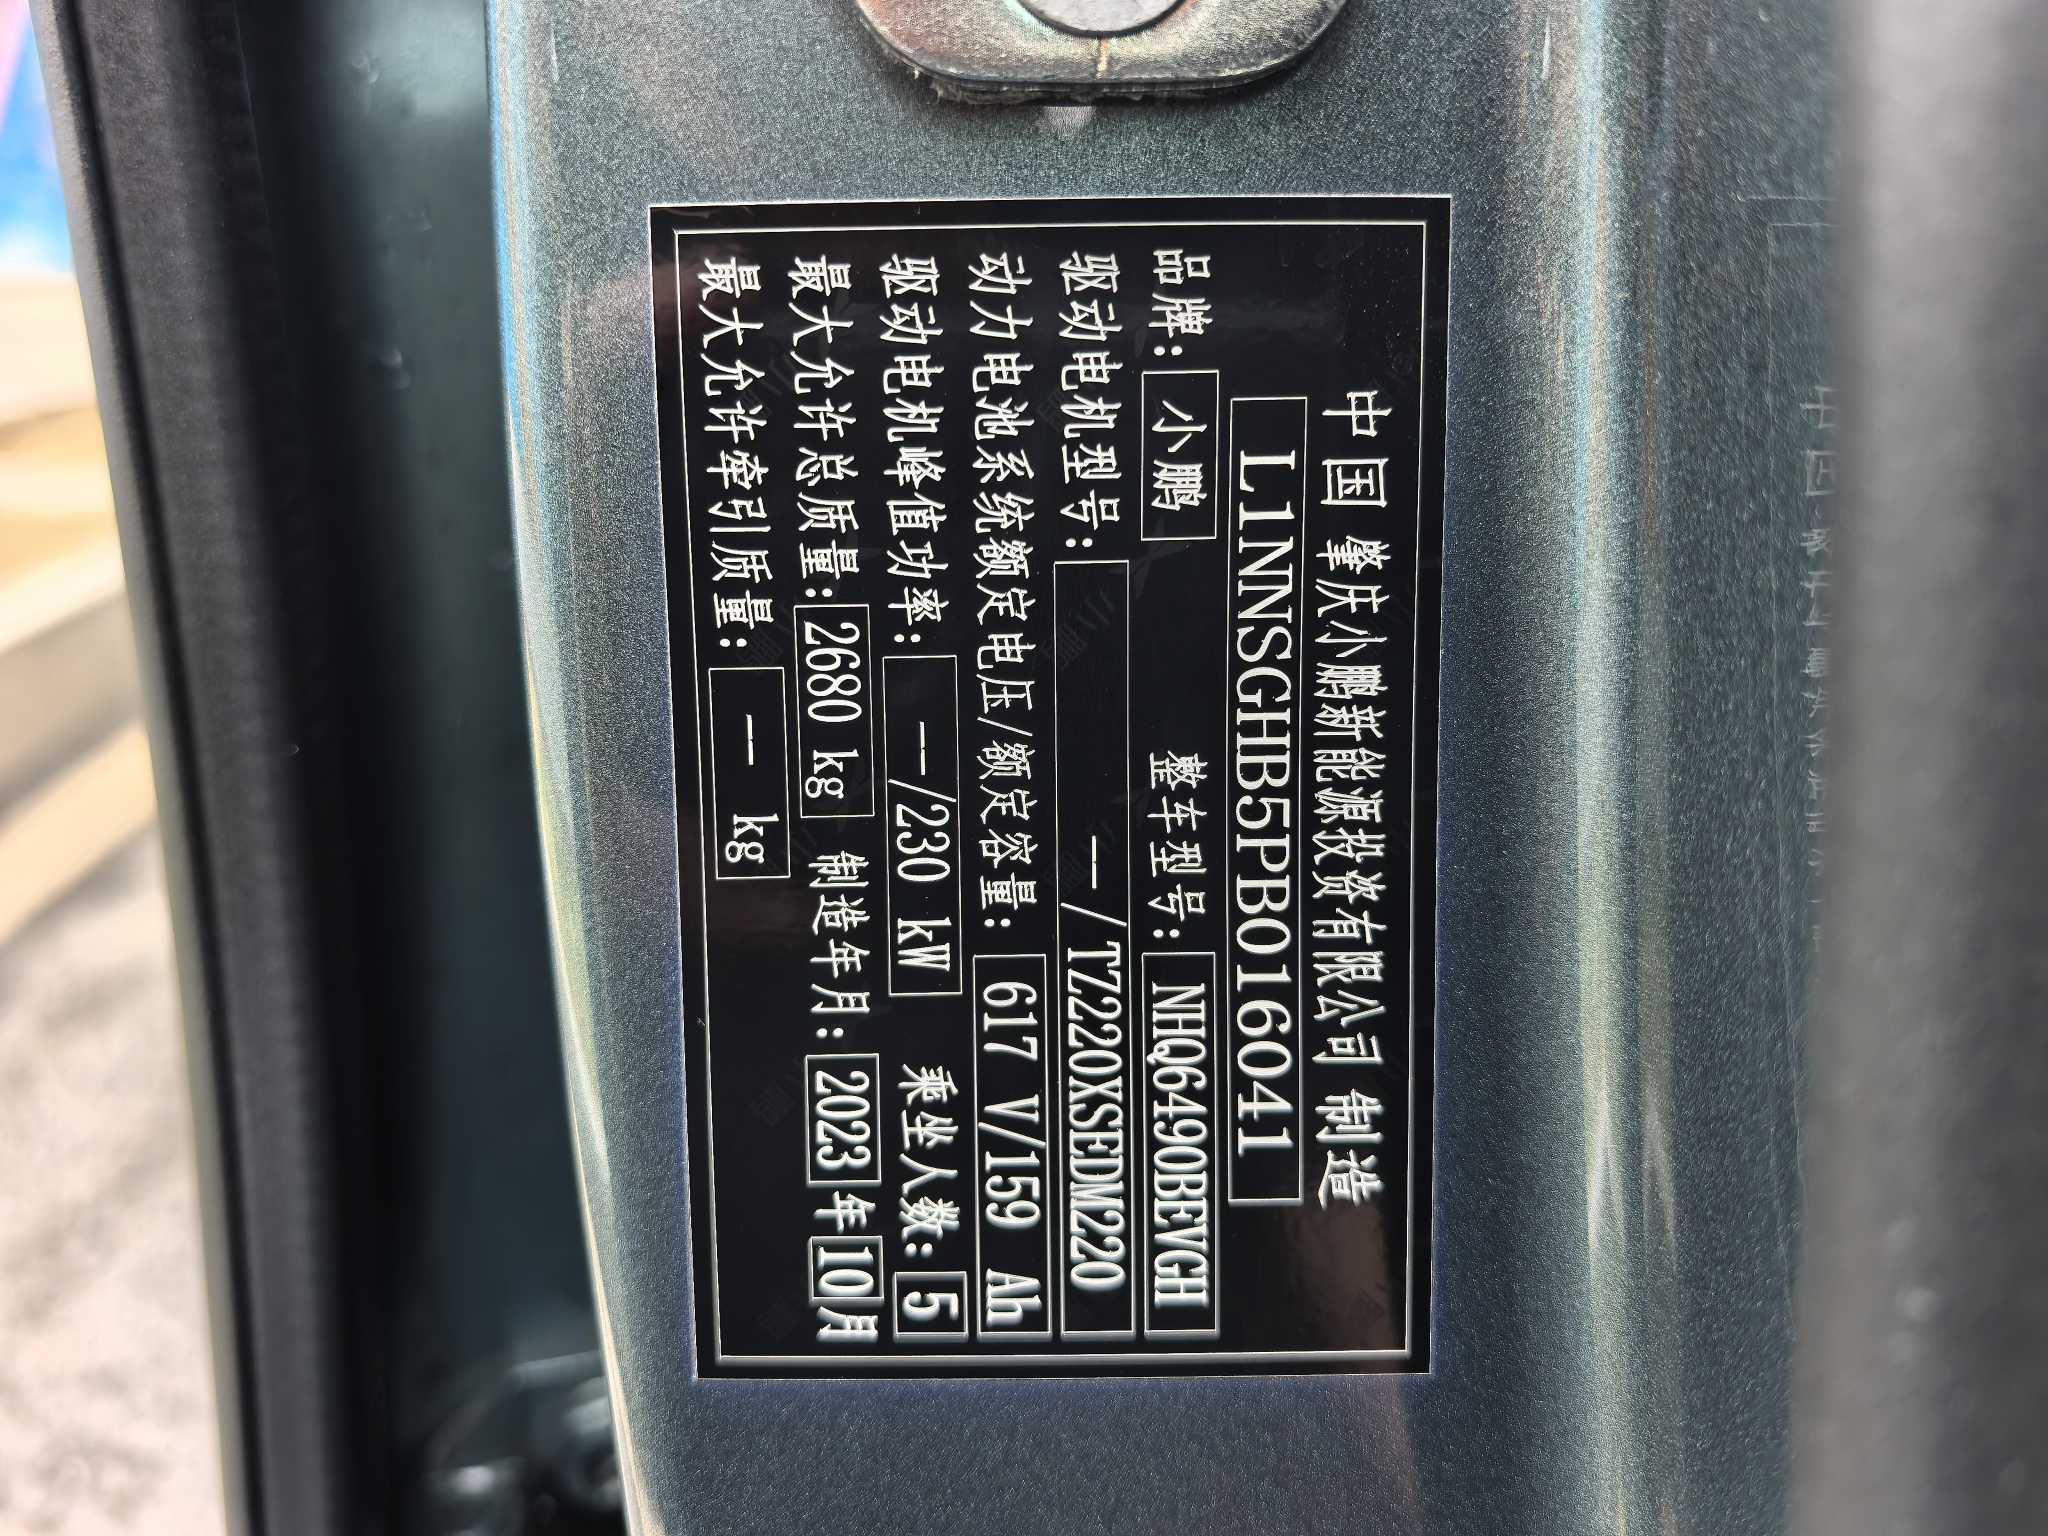 中国 肇庆小鹏新能源投资有限公司 制造
L1NNSGHB5PB016041
品牌: 小鹏 整车型号: NHQ6490BEVGH
驱动电机型号: —/TZ220XSEDM220
动力电池系统额定电压/额定容量: 617 V/159 Ah
驱动电机峰值功率: —/230 kW 乘坐人数: 5
最大允许总质量: 2680 kg 制造年月: 2023 年 10 月
最大允许牵引质量: — kg